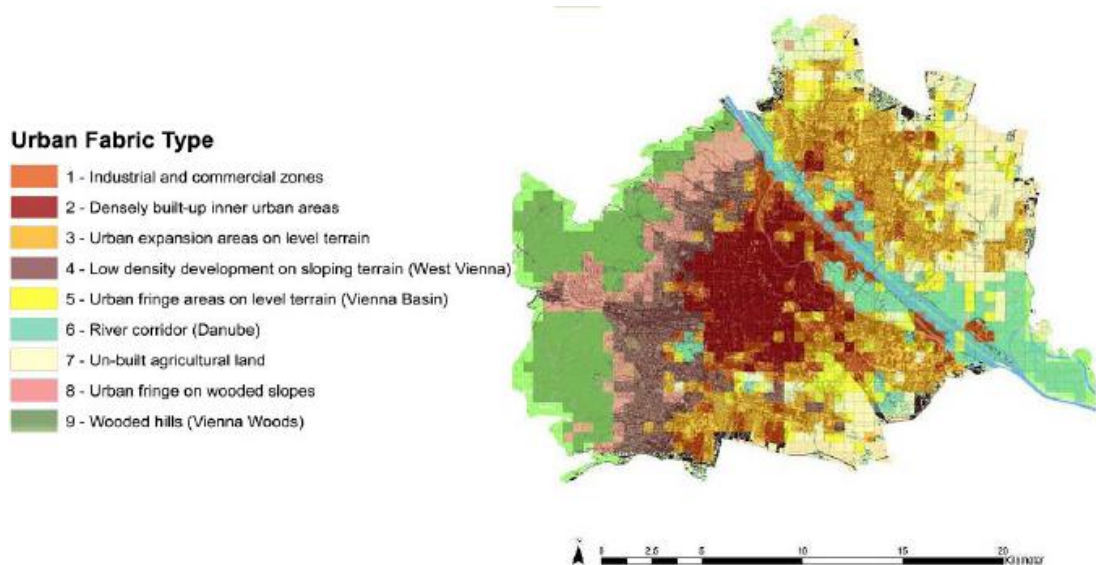 Urban Fabric Type
1 - Industrial and commercial zones
2 - Densely built-up inner urban areas
3 - Urban expansion areas on level terrain
4 - Low density development on sloping terrain (West Vienna)
5 - Urban fringe areas on level terrain (Vienna Basin)
6 - River corridor (Danube)
7 - Un-built agricultural land
8 - Urban fringe on wooded slopes
9 - Wooded hills (Vienna Woods)
0 2.5 5 10 15 20
Kilometer